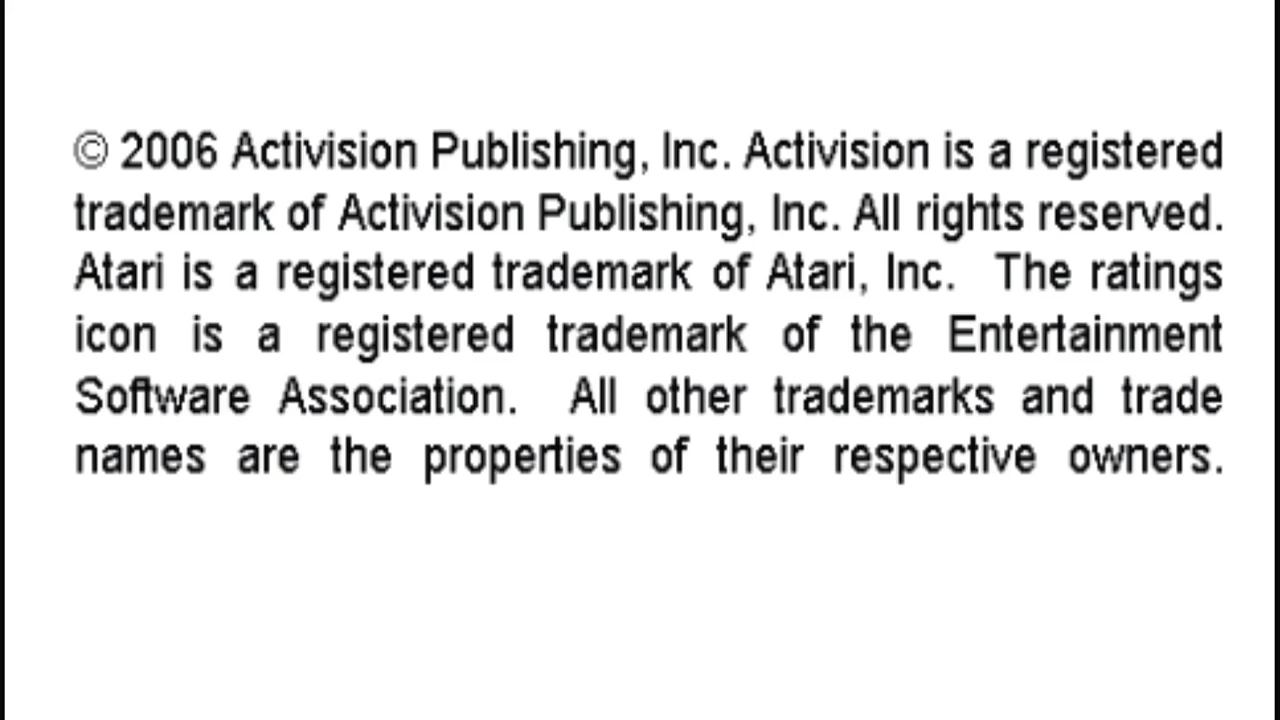 © 2006 Activision Publishing, Inc. Activision is a registered
trademark of Activision Publishing, Inc. All rights reserved.
Atari is a registered trademark of Atari, Inc.  The ratings
icon is a registered trademark of the Entertainment
Software Association.  All other trademarks and trade
names are the properties of their respective owners.